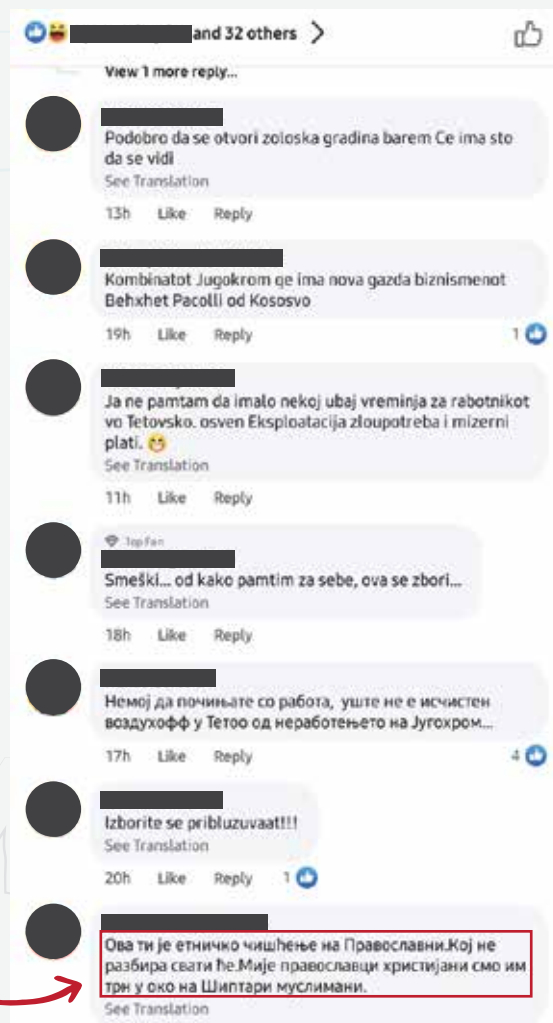 and 32 others
View 1 more reply...
Podobro da se otvori zoloska gradina barem Ce ima sto
da se vidi
See Translation
13h Like Reply
Kombinatot Jugokrom qe ima nova gazda biznismenot
Behxhet Pacolli od Kososvo
19h Like Reply 1
Ja ne pamtam da imalo nekoj ubaj vreminja za rabotnikot
vo Tetovsko. osven Eksploatacija zloupotreba i mizerni
plati.
See Translation
11h Like Reply
Top Fan
Smeški... od kako pamtim za sebe, ova se zbori...
See Translation
18h Like Reply
Немој да почињате со работа, уште не е исчистен
воздухофф у Тетоо од неработењето на Југохром...
17h Like Reply 4
Izborite se pribluzuvaat!!!
See Translation
20h Like Reply 1
Ова ти је етничко чишћење на Православни.Кој не
разбира свати ће.Мије православци христијани смо им
трн у око на Шиптари муслимани.
See Translation